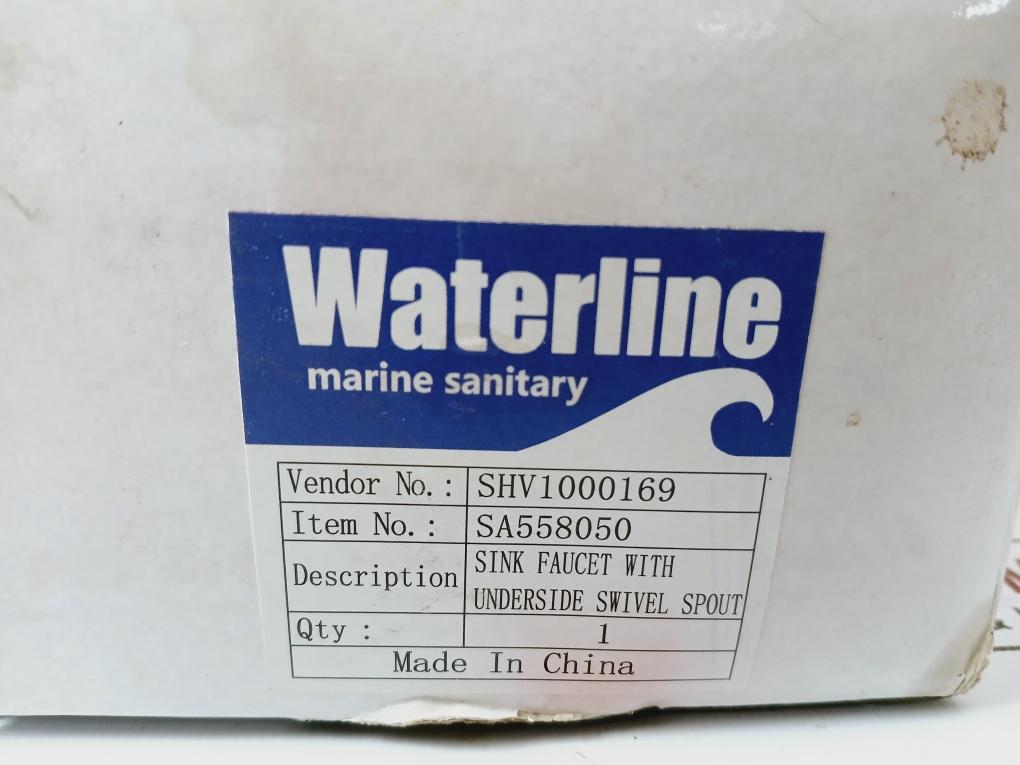 Waterline
marine sanitary
Vendor No.: SHV1000169
Item No.: SA558050
Description SINK FAUCET WITH
UNDERSIDE SWIVEL SPOUT
Qty : 1
Made In China